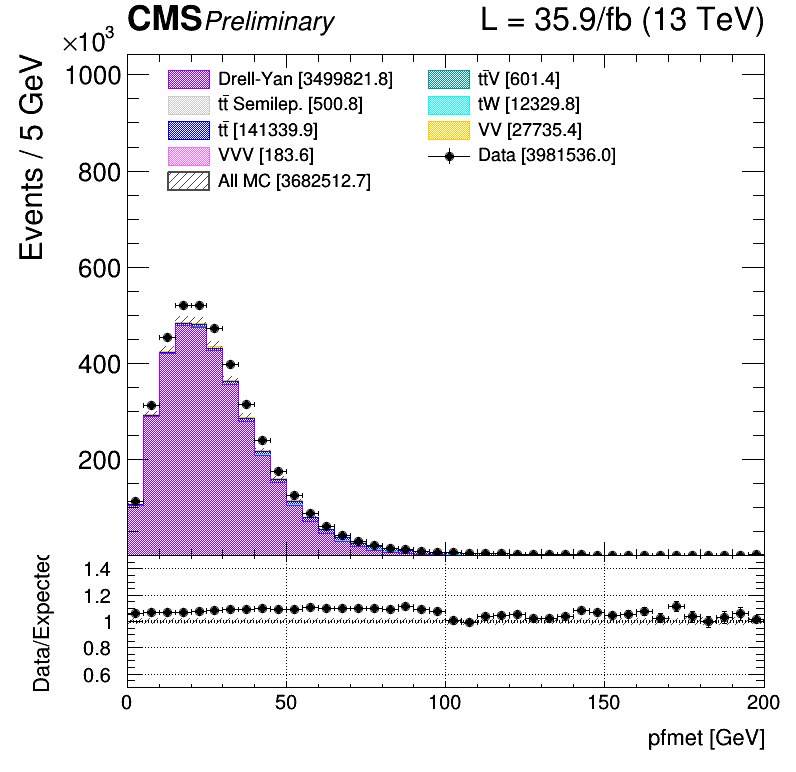 CMS Preliminary L = 35.9/fb (13 TeV)
×10³
Events / 5 GeV
1000
800
600
400
200
Drell-Yan [3499821.8]
tt̄ Semilep. [500.8]
tt̄ [141339.9]
VVV [183.6]
All MC [3682512.7]
tt̄V [601.4]
tW [12329.8]
VV [27735.4]
Data [3981536.0]
Data/Expected
1.4
1.2
1
0.8
0.6
0 50 100 150 200
pfmet [GeV]